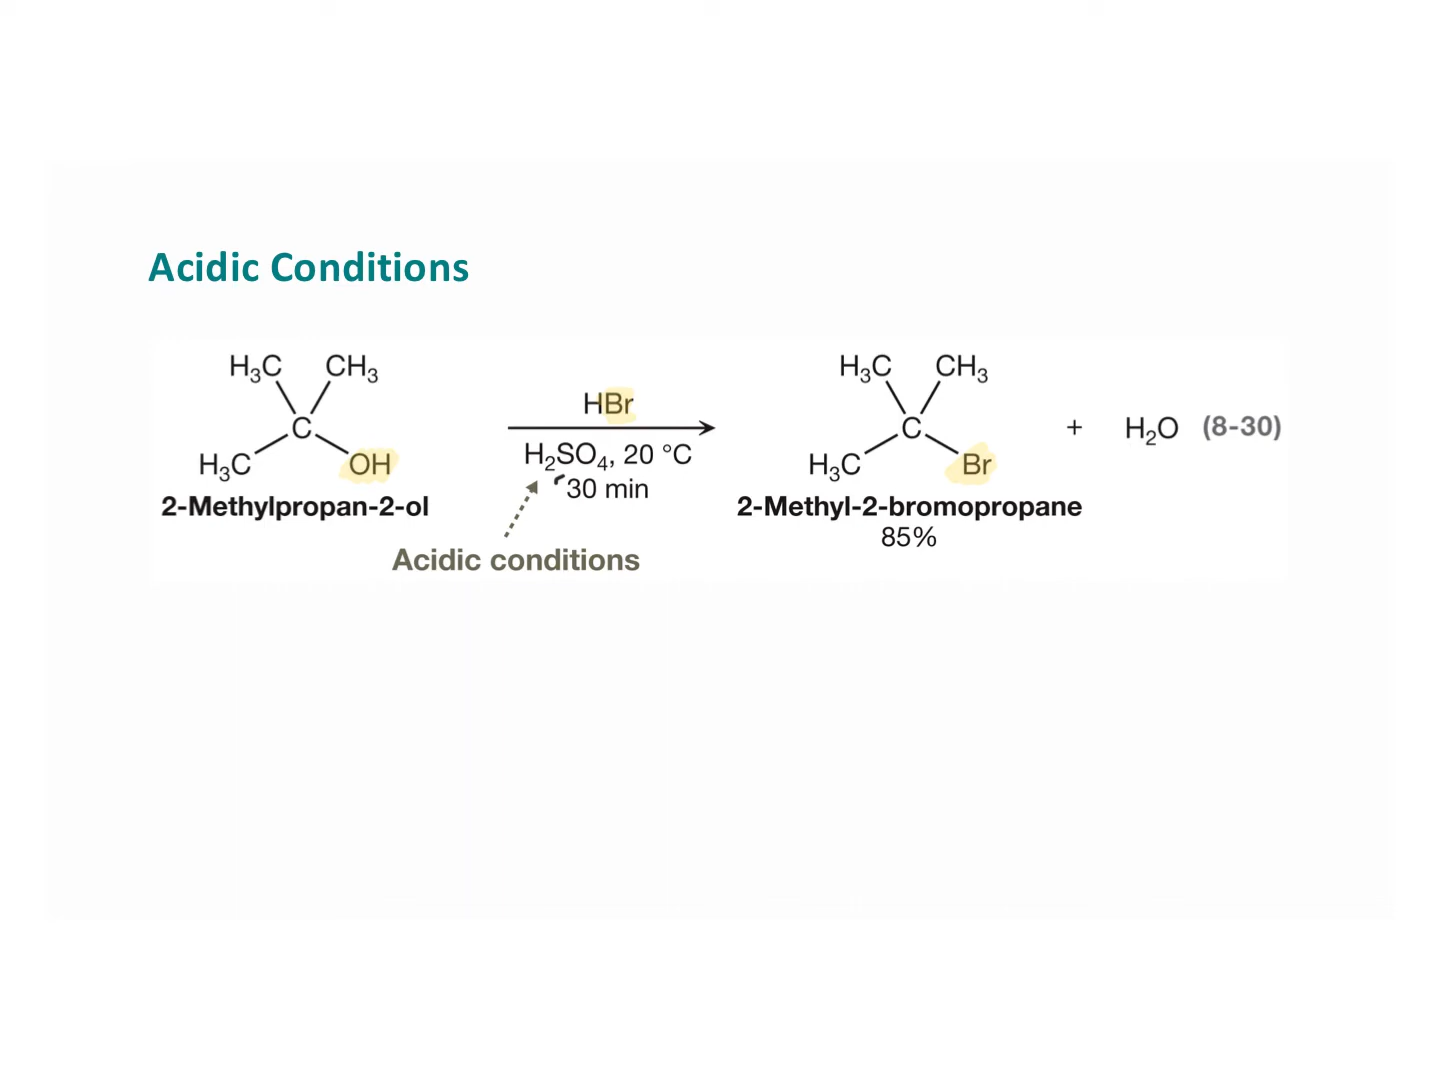 Acidic Conditions
H₃C CH₃
C
H₃C OH
2-Methylpropan-2-ol
HBr
H₂SO₄, 20 °C
30 min
Acidic conditions
H₃C CH₃
C
H₃C Br
2-Methyl-2-bromopropane
85%
+ H₂O (8-30)